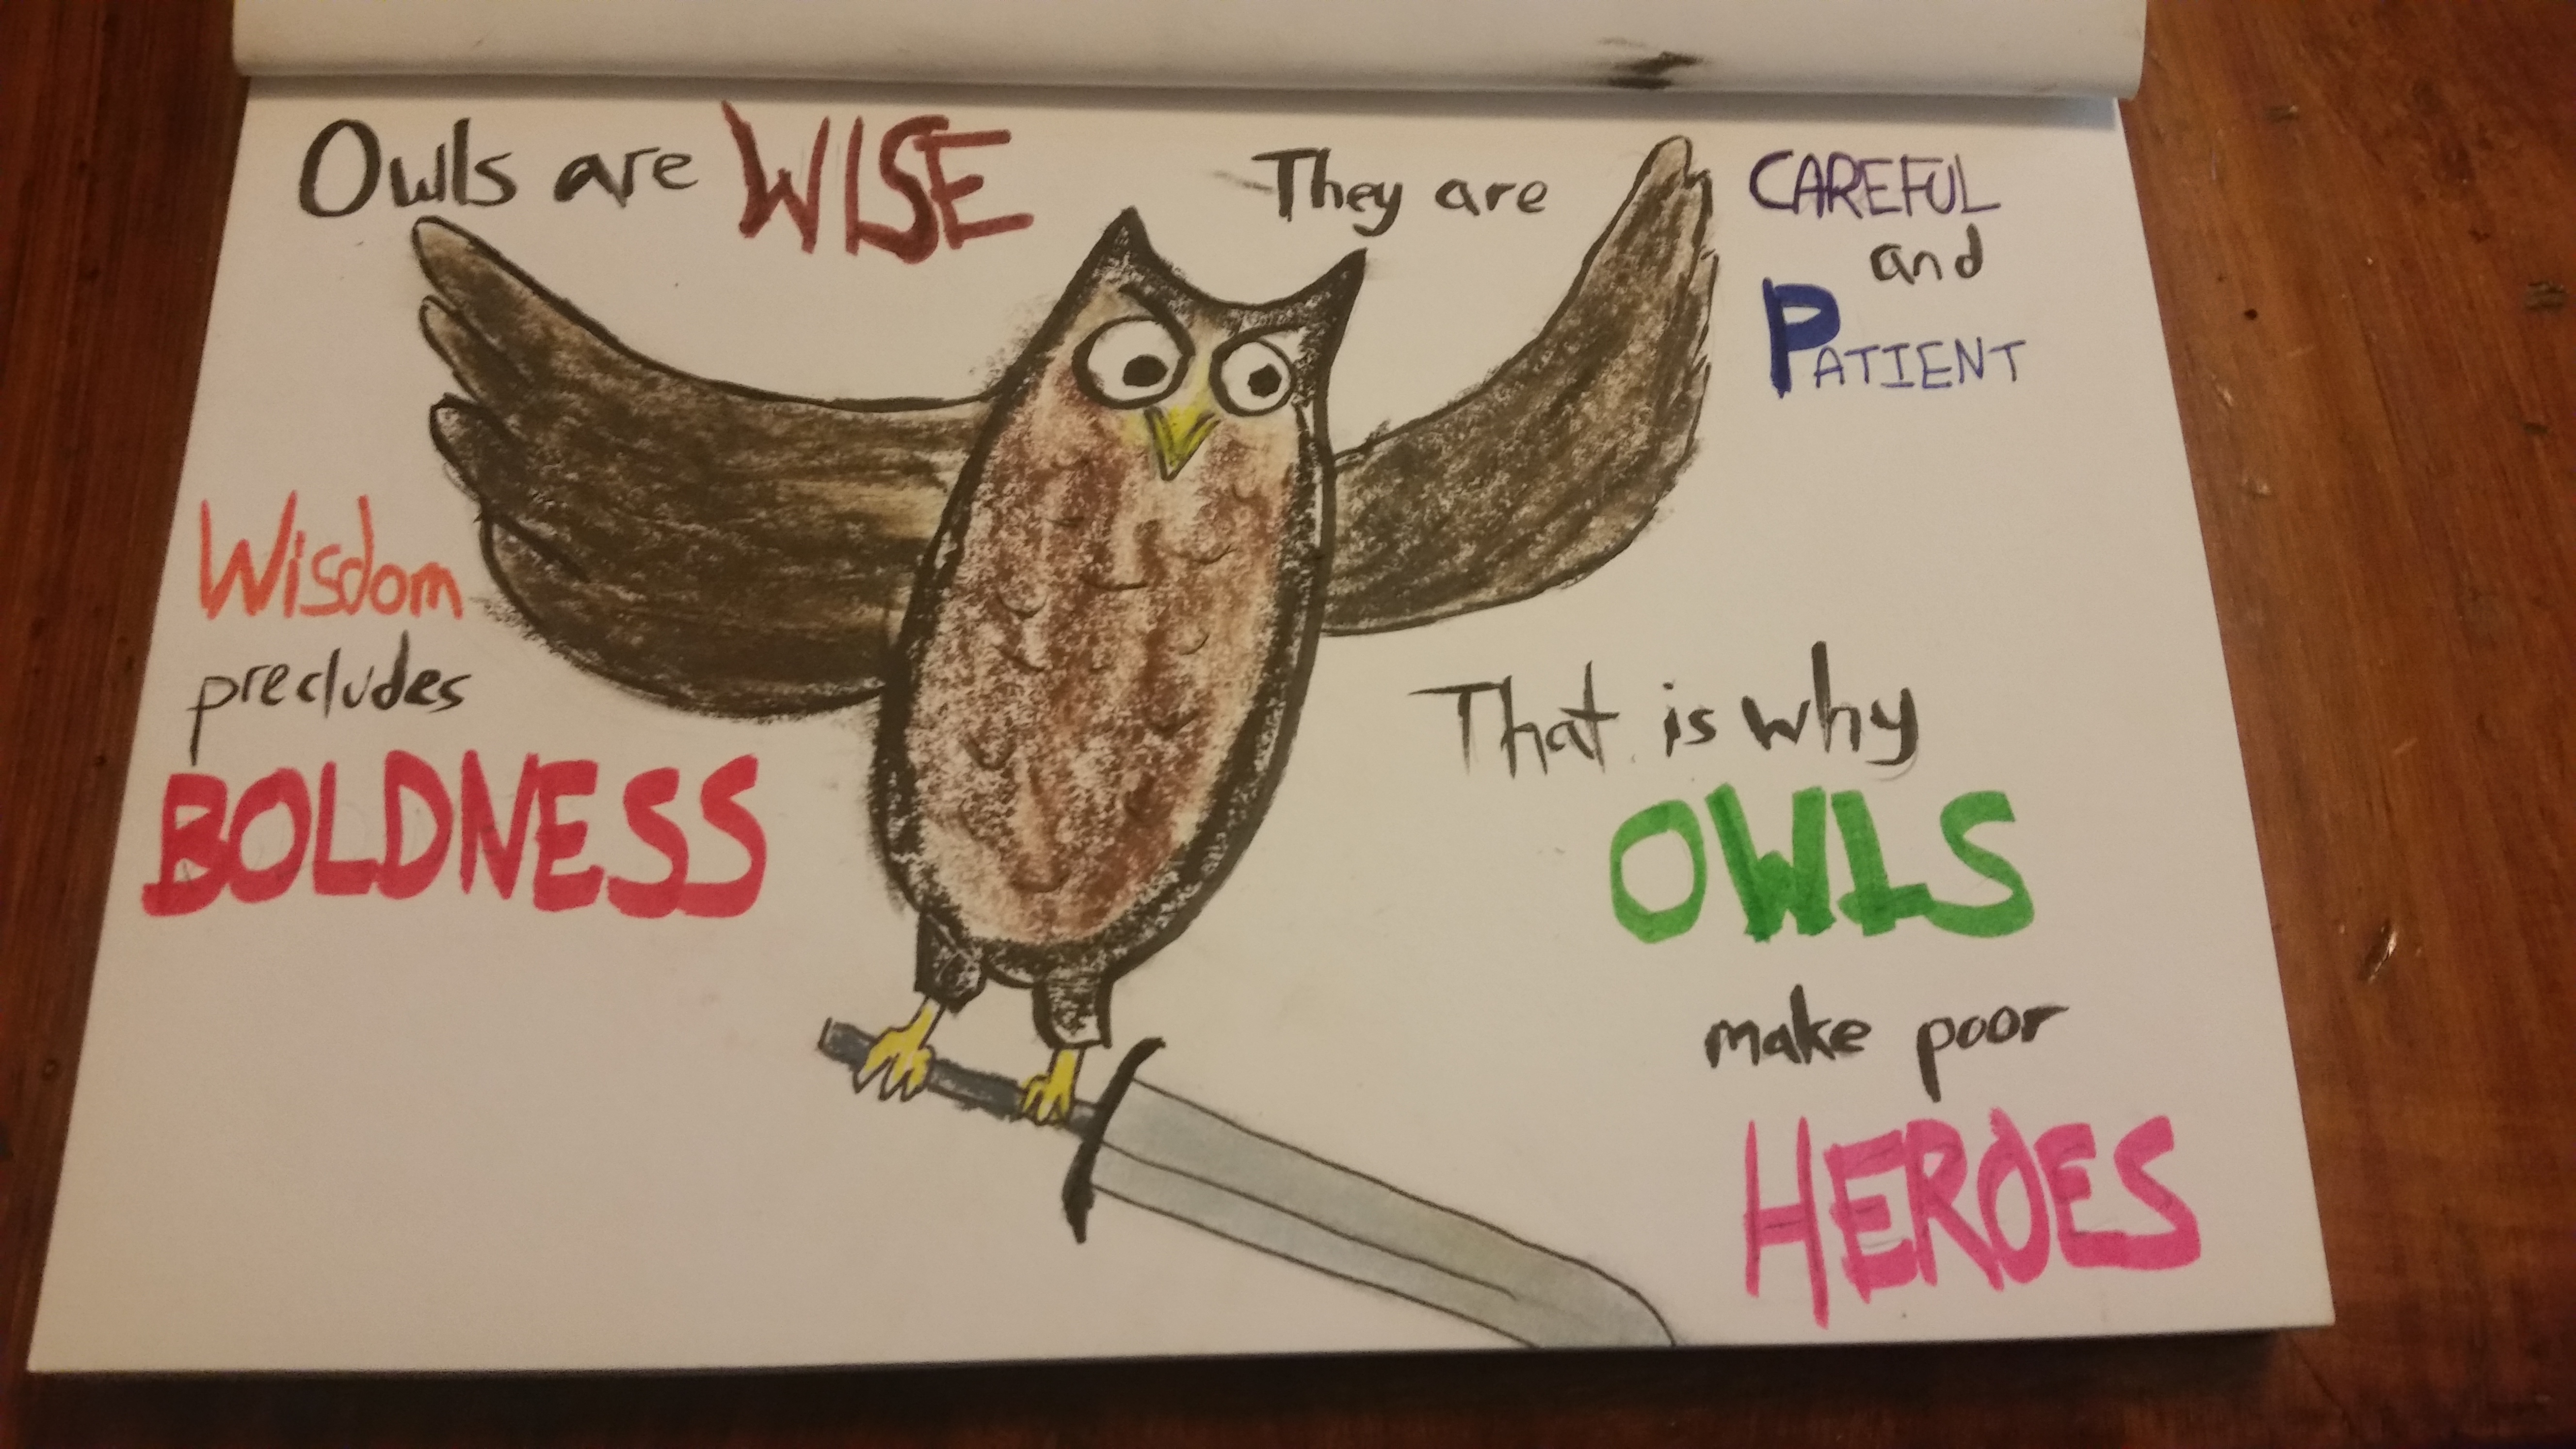 Owls are WISE
They are
CAREFUL
and
PATIENT
Wisdom
precludes
BOLDNESS
That is why
OWLS
make poor
HEROES